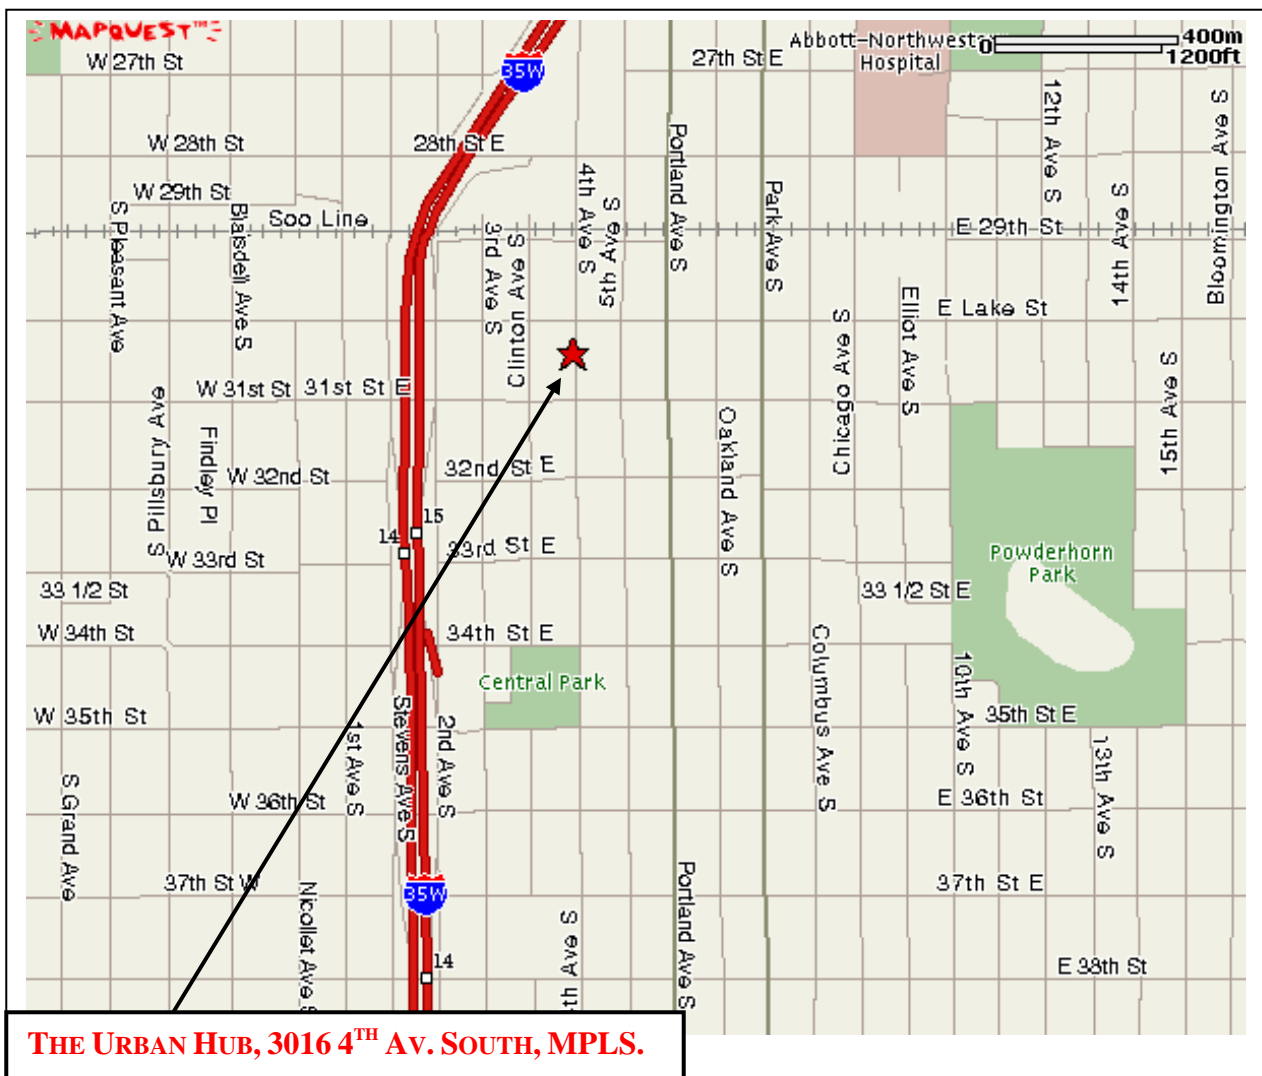 MAPQUEST™
Abbott-Northwest
Hospital
0
400m
1200ft
W 27th St
27th St E
35W
12th Ave S
Bloomington Ave S
W 28th St
28th St E
Portland Ave S
4th Ave S
Park Ave S
14th Ave S
W 29th St
5th Ave S
S Pleasant Ave
Blaisdell Ave S
Soo Line
3rd Ave S
Clinton Ave S
E 29th St
Elliot Ave S
E Lake St
Chicago Ave S
15th Ave S
W 31st St
31st St E
S Pillsbury Ave
Findley Pl
Oakland Ave S
W 32nd St
32nd St E
15
14
33rd St E
W 33rd St
Powderhorn
Park
33 1/2 St
33 1/2 St E
W 34th St
34th St E
Columbus Ave S
10th Ave S
Central Park
W 35th St
35th St E
Stevens Ave S
2nd Ave S
1st Ave S
13th Ave S
S Grand Ave
W 36th St
E 36th St
37th St W
35W
37th St E
Portland Ave S
Nicollet Ave S
4th Ave S
14
E 38th St
THE URBAN HUB, 3016 4TH AV. SOUTH, MPLS.